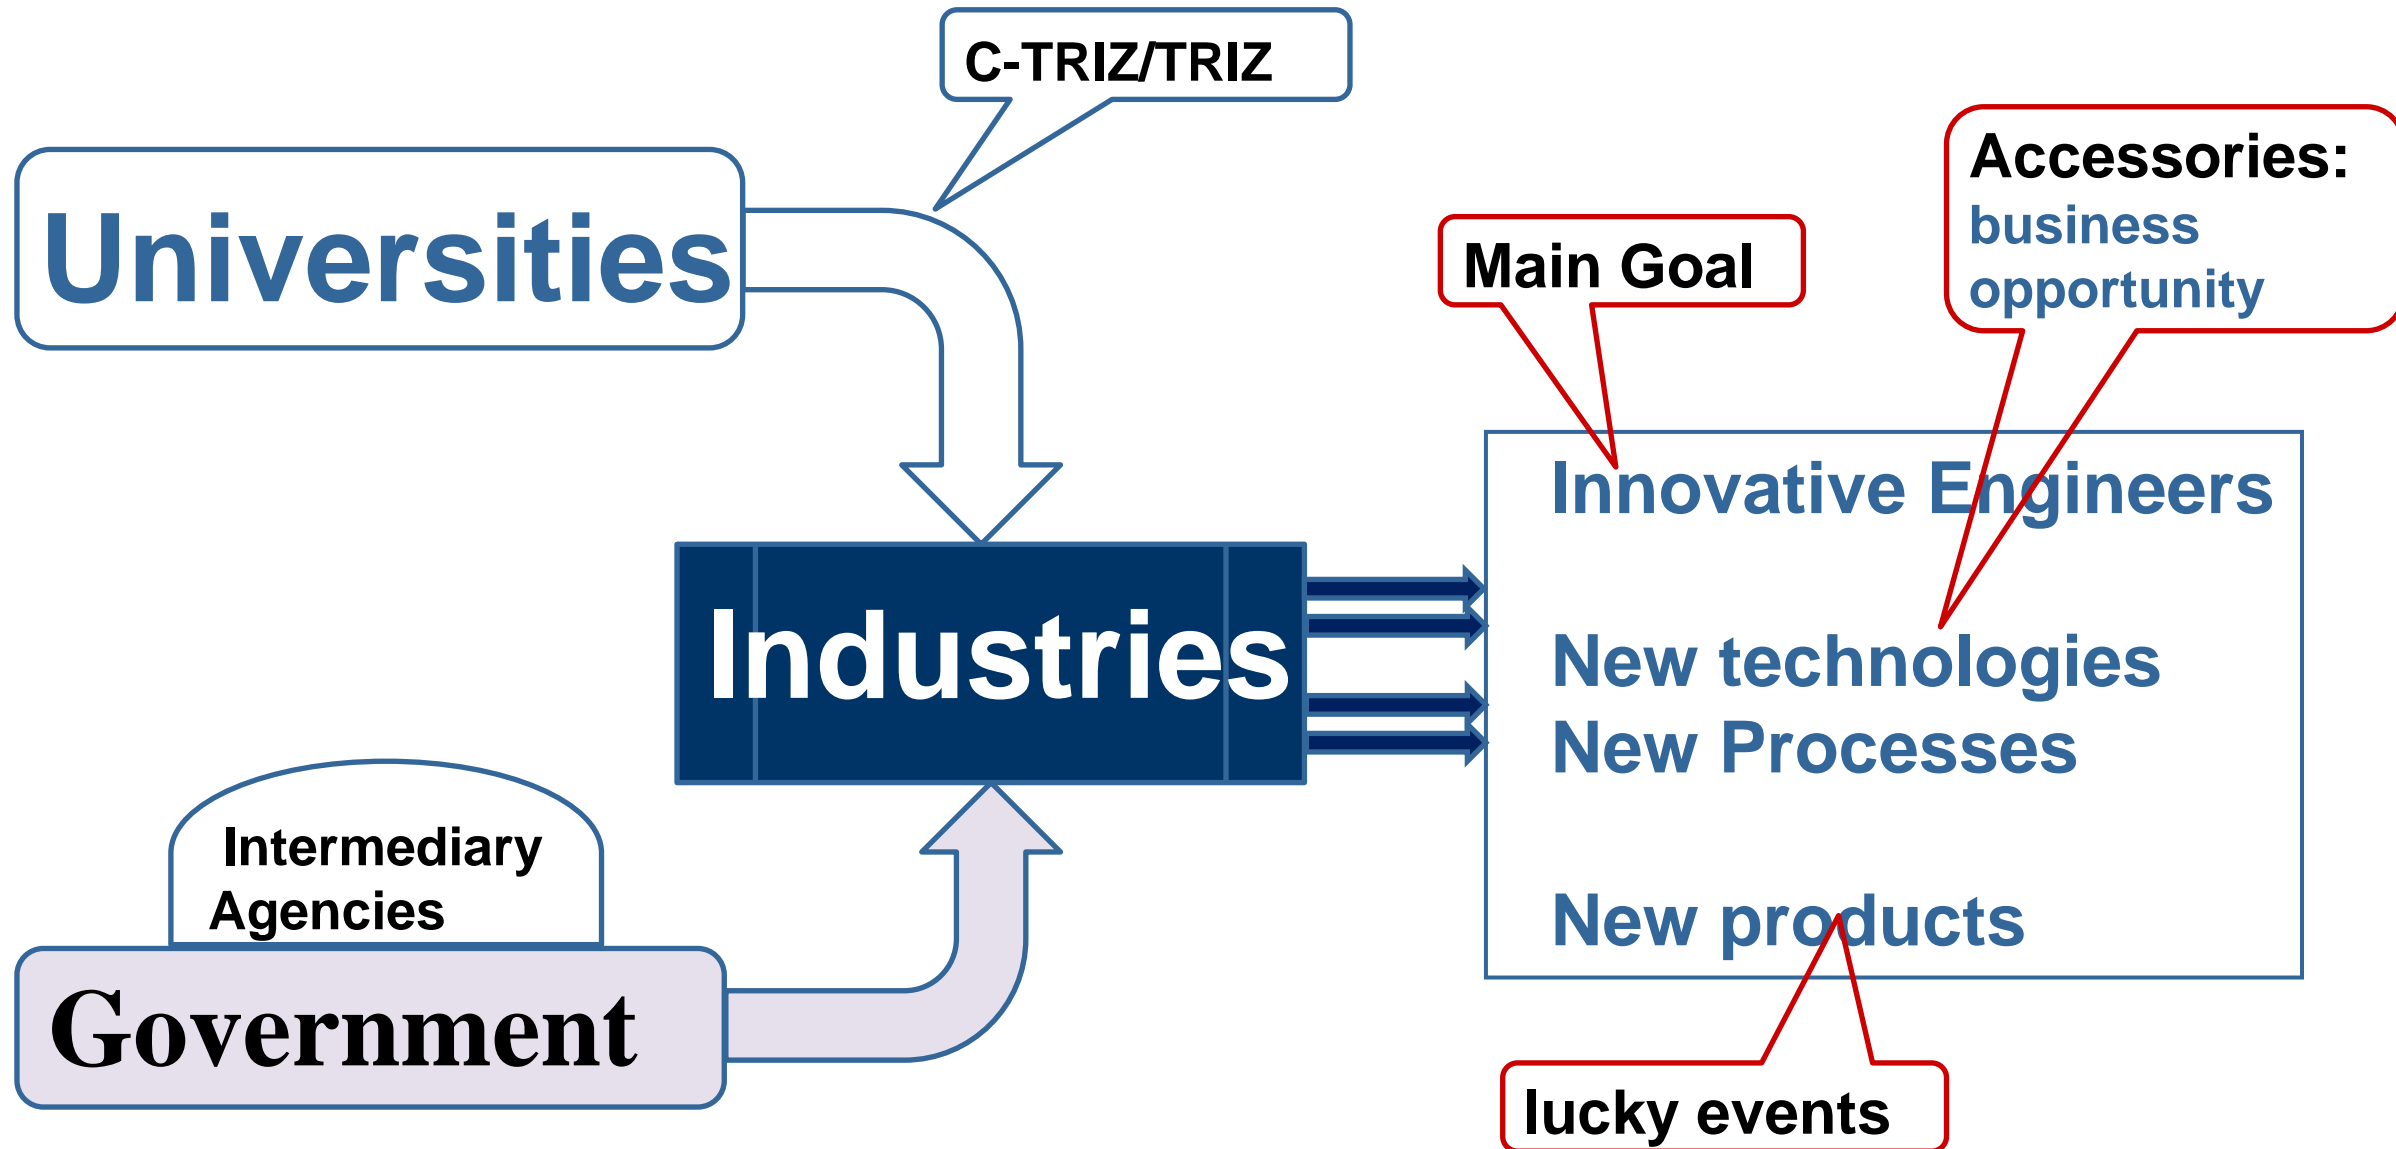 C-TRIZ/TRIZ
Universities
Main Goal
Accessories:
business
opportunity
Innovative Engineers
Industries
New technologies
New Processes
New products
Intermediary
Agencies
Government
lucky events